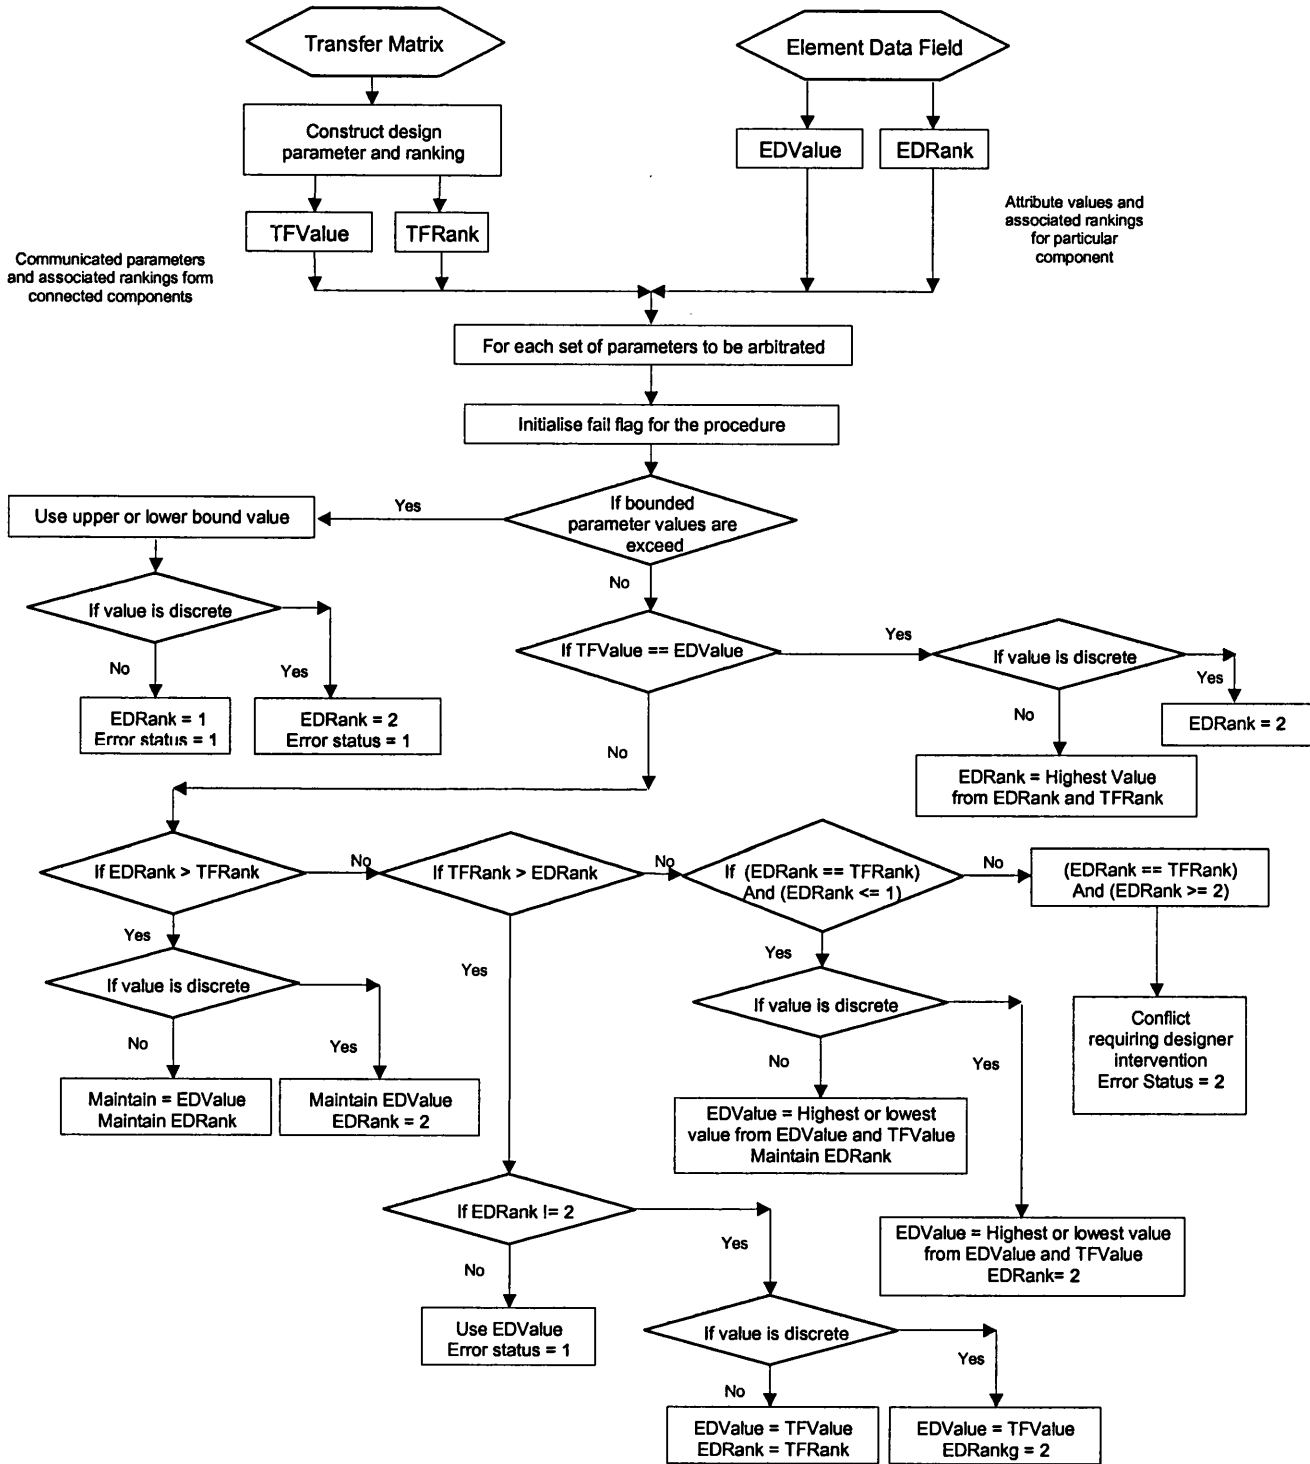 Transfer Matrix
Element Data Field
Construct design
parameter and ranking
EDValue
EDRank
TFValue
TFRank
Attribute values and
associated rankings
for particular
component
Communicated parameters
and associated rankings form
connected components
For each set of parameters to be arbitrated
Initialise fail flag for the procedure
If bounded
parameter values are
exceed
Yes
Use upper or lower bound value
No
If value is discrete
No
Yes
EDRank = 1
Error status = 1
EDRank = 2
Error status = 1
If TFValue == EDValue
Yes
If value is discrete
Yes
EDRank = 2
No
EDRank = Highest Value
from EDRank and TFRank
No
If EDRank > TFRank
No
If TFRank > EDRank
No
If (EDRank == TFRank)
And (EDRank <= 1)
No
(EDRank == TFRank)
And (EDRank >= 2)
Yes
If value is discrete
No
Yes
Maintain = EDValue
Maintain EDRank
Maintain EDValue
EDRank = 2
Yes
Yes
If value is discrete
No
Yes
EDValue = Highest or lowest
value from EDValue and TFValue
Maintain EDRank
Conflict
requiring designer
intervention
Error Status = 2
EDValue = Highest or lowest value
from EDValue and TFValue
EDRank= 2
If EDRank != 2
Yes
No
Use EDValue
Error status = 1
If value is discrete
Yes
No
EDValue = TFValue
EDRank = TFRank
EDValue = TFValue
EDRankg = 2